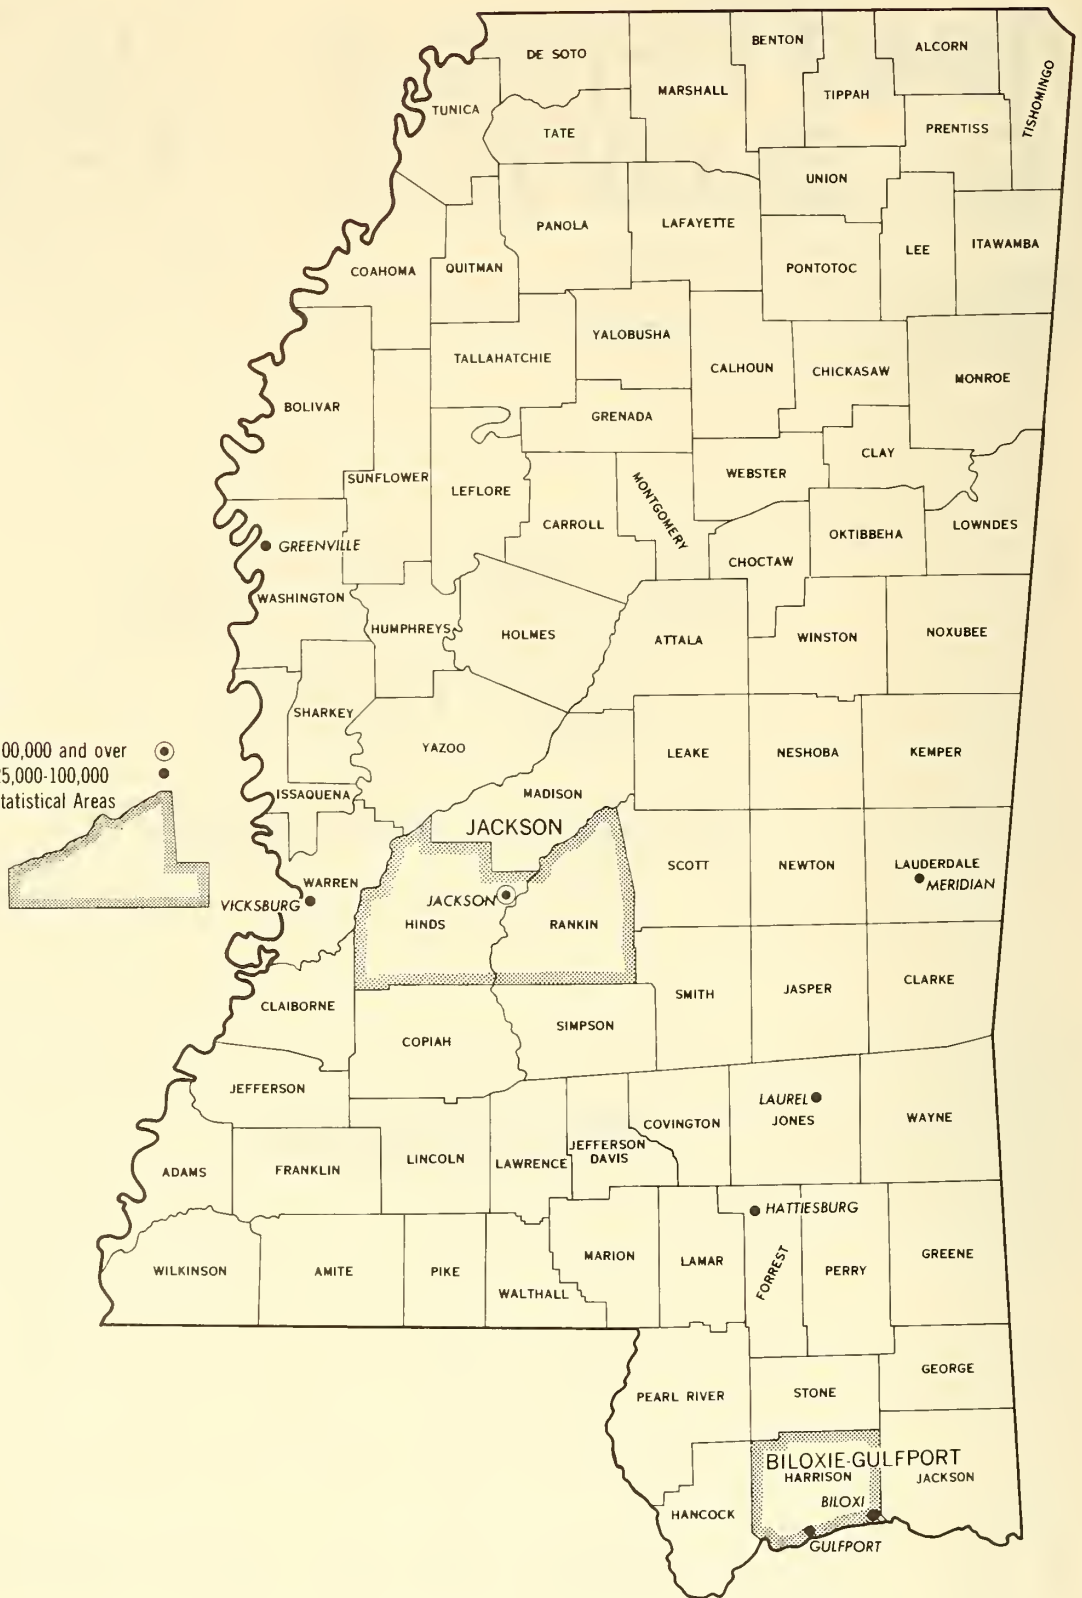 DE SOTO
BENTON
ALCORN
MARSHALL
TIPPAH
TISHOMINGO
TUNICA
TATE
PRENTISS
UNION
PANOLA
LAFAYETTE
LEE
ITAWAMBA
COAHOMA
QUITMAN
PONTOTOC
YALOBUSHA
TALLAHATCHIE
CALHOUN
CHICKASAW
MONROE
BOLIVAR
GRENADA
CLAY
SUNFLOWER
LEFLORE
WEBSTER
MONTGOMERY
CARROLL
OKTIBBEHA
LOWNDES
GREENVILLE
CHOCTAW
WASHINGTON
HUMPHREYS
HOLMES
ATTALA
WINSTON
NOXUBEE
SHARKEY
YAZOO
LEAKE
NESHOBA
KEMPER
00,000 and over
5,000-100,000
tatistical Areas
ISSAQUENA
MADISON
JACKSON
SCOTT
NEWTON
LAUDERDALE
MERIDIAN
WARREN
VICKSBURG
JACKSON
HINDS
RANKIN
CLAIBORNE
SMITH
JASPER
CLARKE
COPIAH
SIMPSON
JEFFERSON
LAUREL
JONES
COVINGTON
WAYNE
ADAMS
FRANKLIN
LINCOLN
LAWRENCE
JEFFERSON
DAVIS
HATTIESBURG
WILKINSON
AMITE
PIKE
WALTHALL
MARION
LAMAR
FORREST
PERRY
GREENE
GEORGE
PEARL RIVER
STONE
BILOXIE-GULFPORT
HARRISON
JACKSON
BILOXI
HANCOCK
GULFPORT